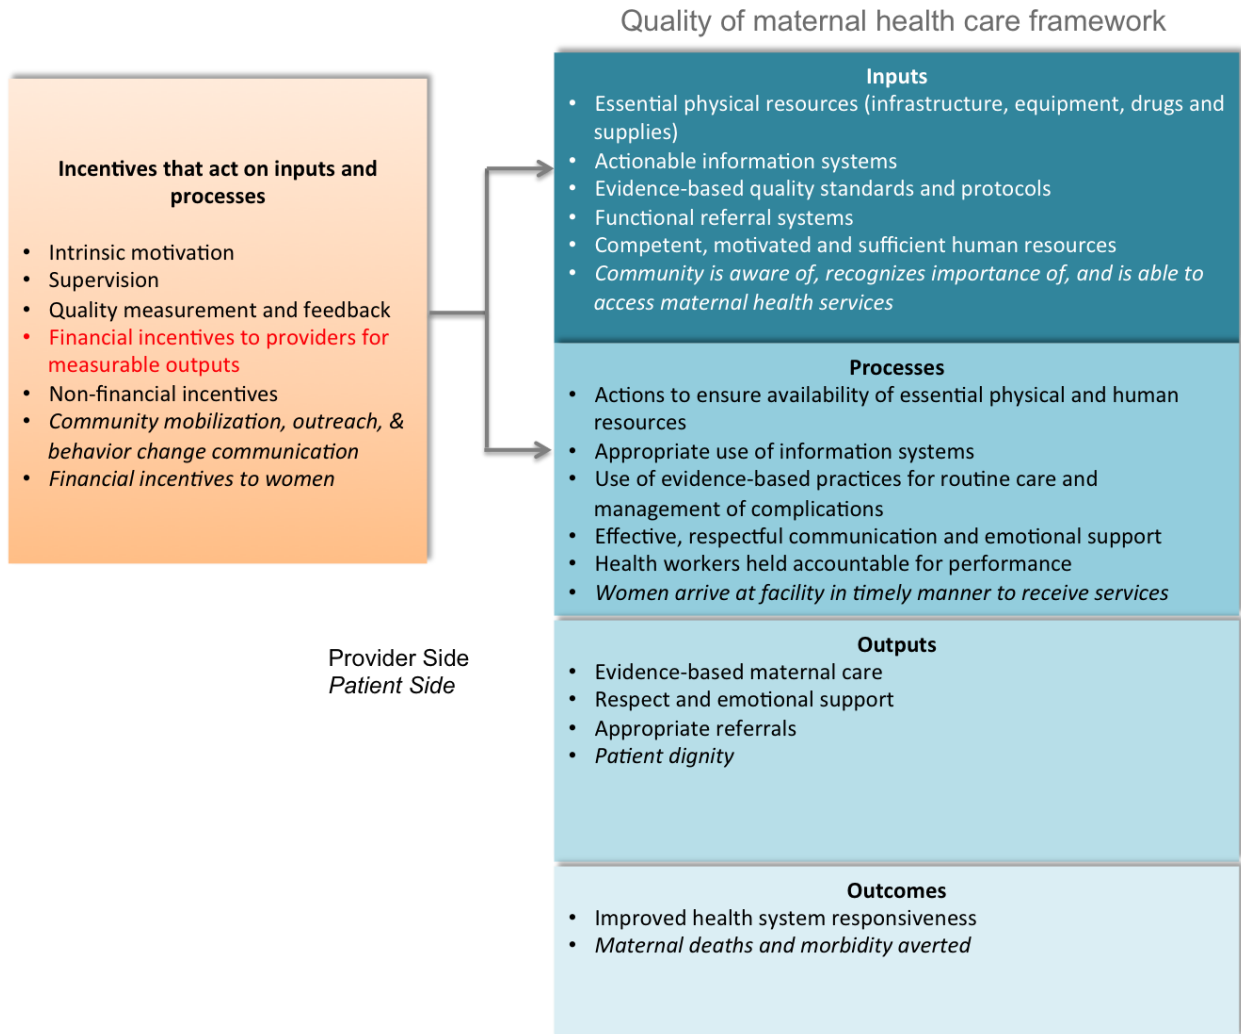 Quality of maternal health care framework
Incentives that act on inputs and
processes
• Intrinsic motivation
• Supervision
• Quality measurement and feedback
• Financial incentives to providers for
measurable outputs
• Non-financial incentives
• Community mobilization, outreach, &
behavior change communication
• Financial incentives to women
Inputs
• Essential physical resources (infrastructure, equipment, drugs and
supplies)
• Actionable information systems
• Evidence-based quality standards and protocols
• Functional referral systems
• Competent, motivated and sufficient human resources
• Community is aware of, recognizes importance of, and is able to
access maternal health services
Processes
• Actions to ensure availability of essential physical and human
resources
• Appropriate use of information systems
• Use of evidence-based practices for routine care and
management of complications
• Effective, respectful communication and emotional support
• Health workers held accountable for performance
• Women arrive at facility in timely manner to receive services
Provider Side
Patient Side
Outputs
• Evidence-based maternal care
• Respect and emotional support
• Appropriate referrals
• Patient dignity
Outcomes
• Improved health system responsiveness
• Maternal deaths and morbidity averted